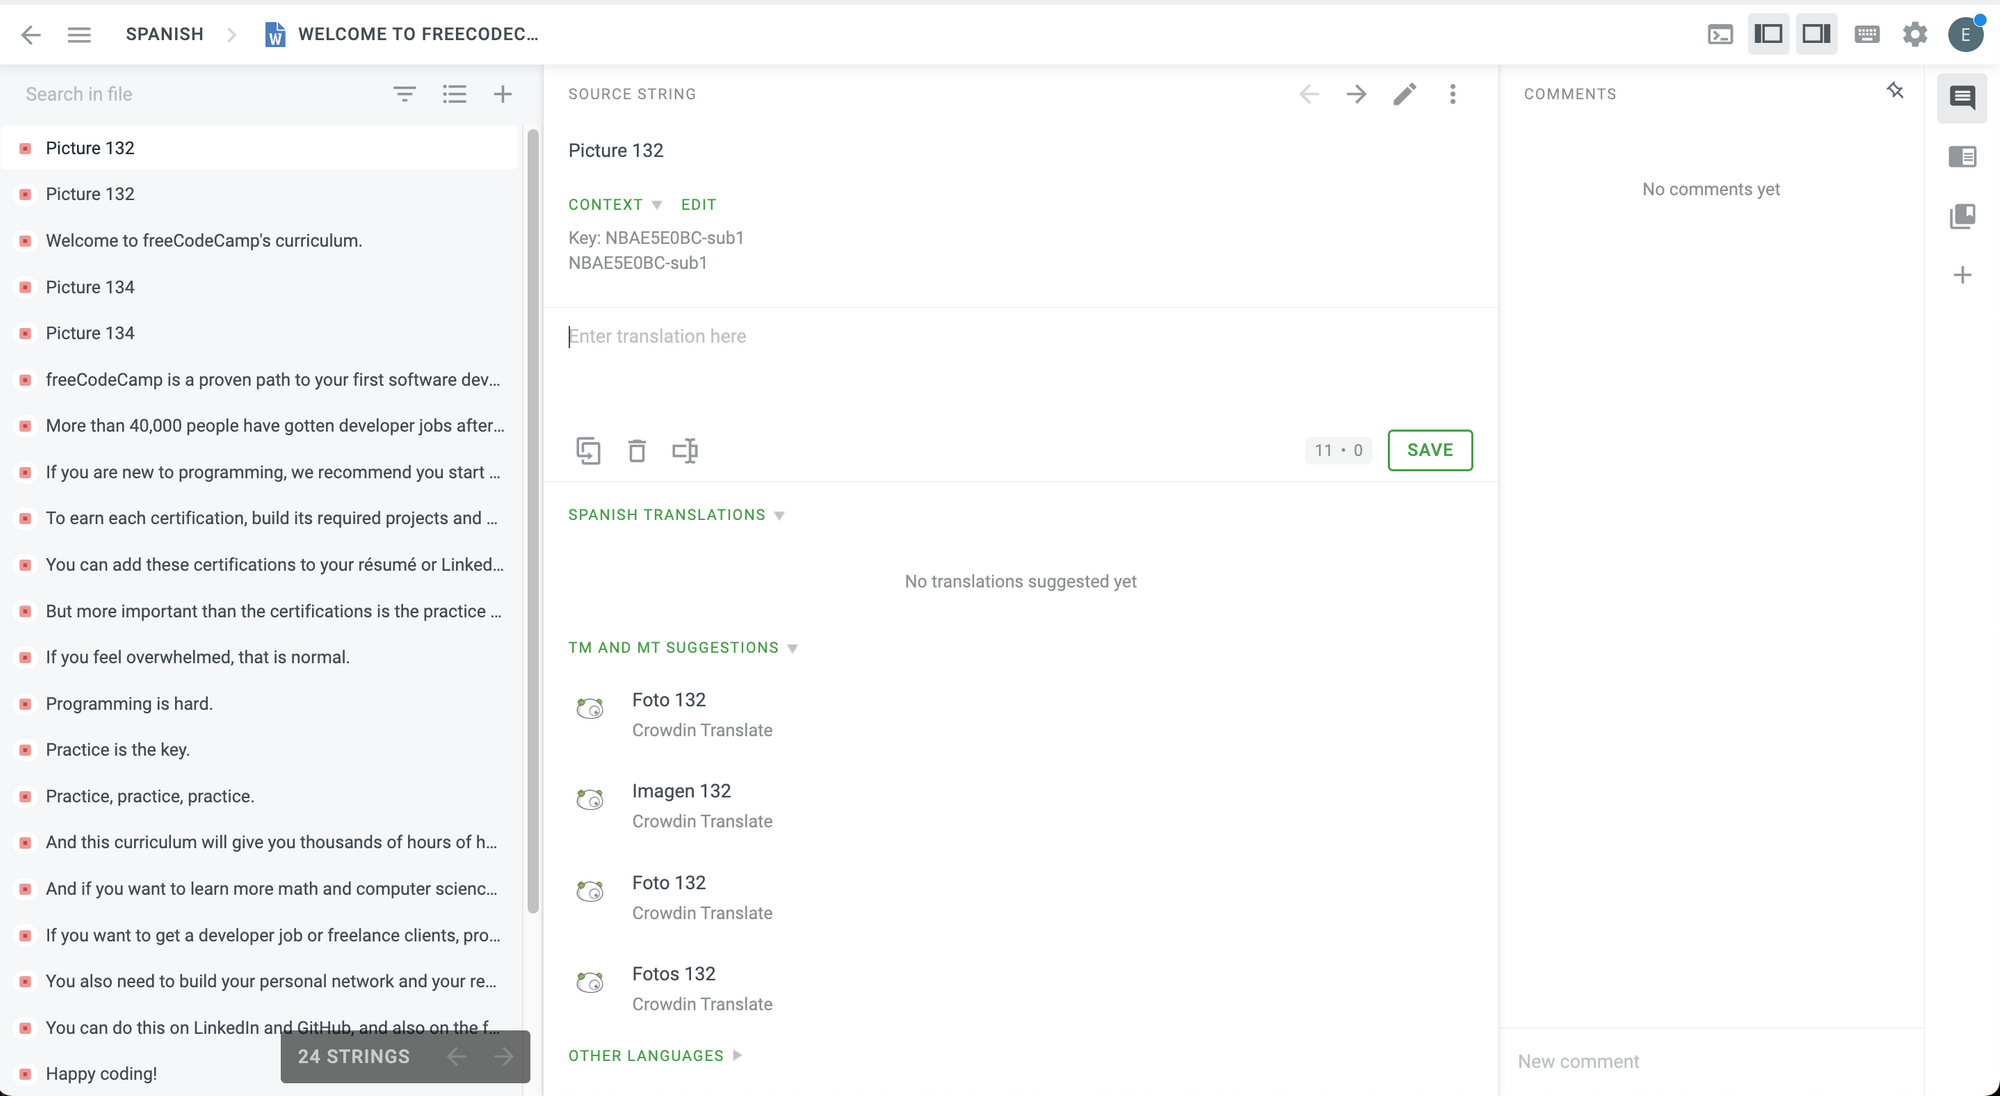 SPANISH
WELCOME TO FREECODEC...
E
Search in file
Picture 132
Picture 132
Welcome to freeCodeCamp's curriculum.
Picture 134
Picture 134
freeCodeCamp is a proven path to your first software dev...
More than 40,000 people have gotten developer jobs after...
If you are new to programming, we recommend you start ...
To earn each certification, build its required projects and ...
You can add these certifications to your résumé or Linked...
But more important than the certifications is the practice ...
If you feel overwhelmed, that is normal.
Programming is hard.
Practice is the key.
Practice, practice, practice.
And this curriculum will give you thousands of hours of h...
And if you want to learn more math and computer scienc...
If you want to get a developer job or freelance clients, pro...
You also need to build your personal network and your re...
You can do this on LinkedIn and GitHub, and also on the f...
Happy coding!
24 STRINGS
SOURCE STRING
Picture 132
CONTEXT EDIT
Key: NBAE5E0BC-sub1
NBAE5E0BC-sub1
Enter translation here
11 • 0 SAVE
SPANISH TRANSLATIONS
No translations suggested yet
TM AND MT SUGGESTIONS
Foto 132
Crowdin Translate
Imagen 132
Crowdin Translate
Foto 132
Crowdin Translate
Fotos 132
Crowdin Translate
OTHER LANGUAGES
COMMENTS
No comments yet
New comment